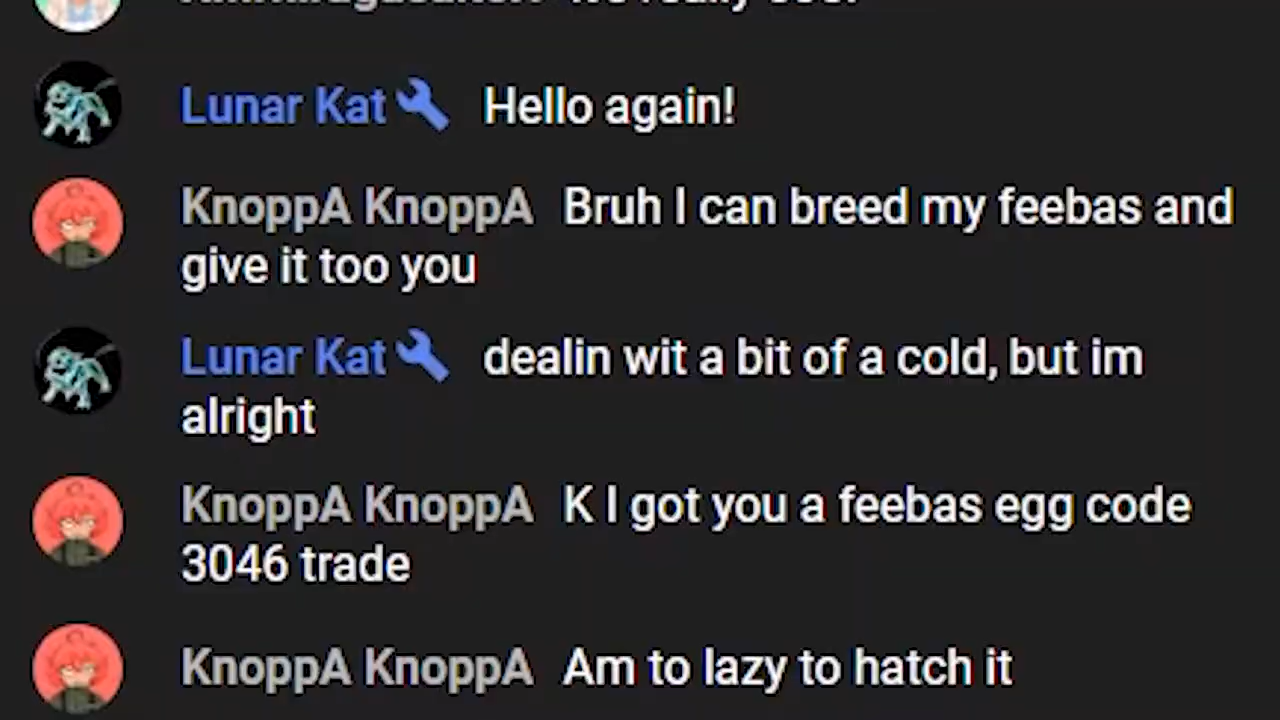 Lunar Kat Hello again!
KnoppA KnoppA Bruh I can breed my feebas and
give it too you
Lunar Kat dealin wit a bit of a cold, but im
alright
KnoppA KnoppA K I got you a feebas egg code
3046 trade
KnoppA KnoppA Am to lazy to hatch it